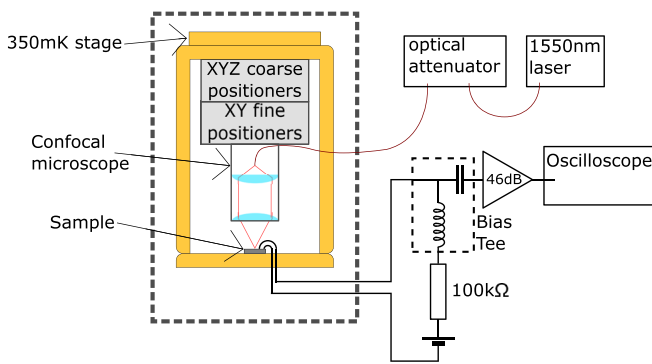 350mK stage
XYZ coarse
positioners
XY fine
positioners
Confocal
microscope
Sample
optical
attenuator
1550nm
laser
46dB
Oscilloscope
Bias
Tee
100kΩ